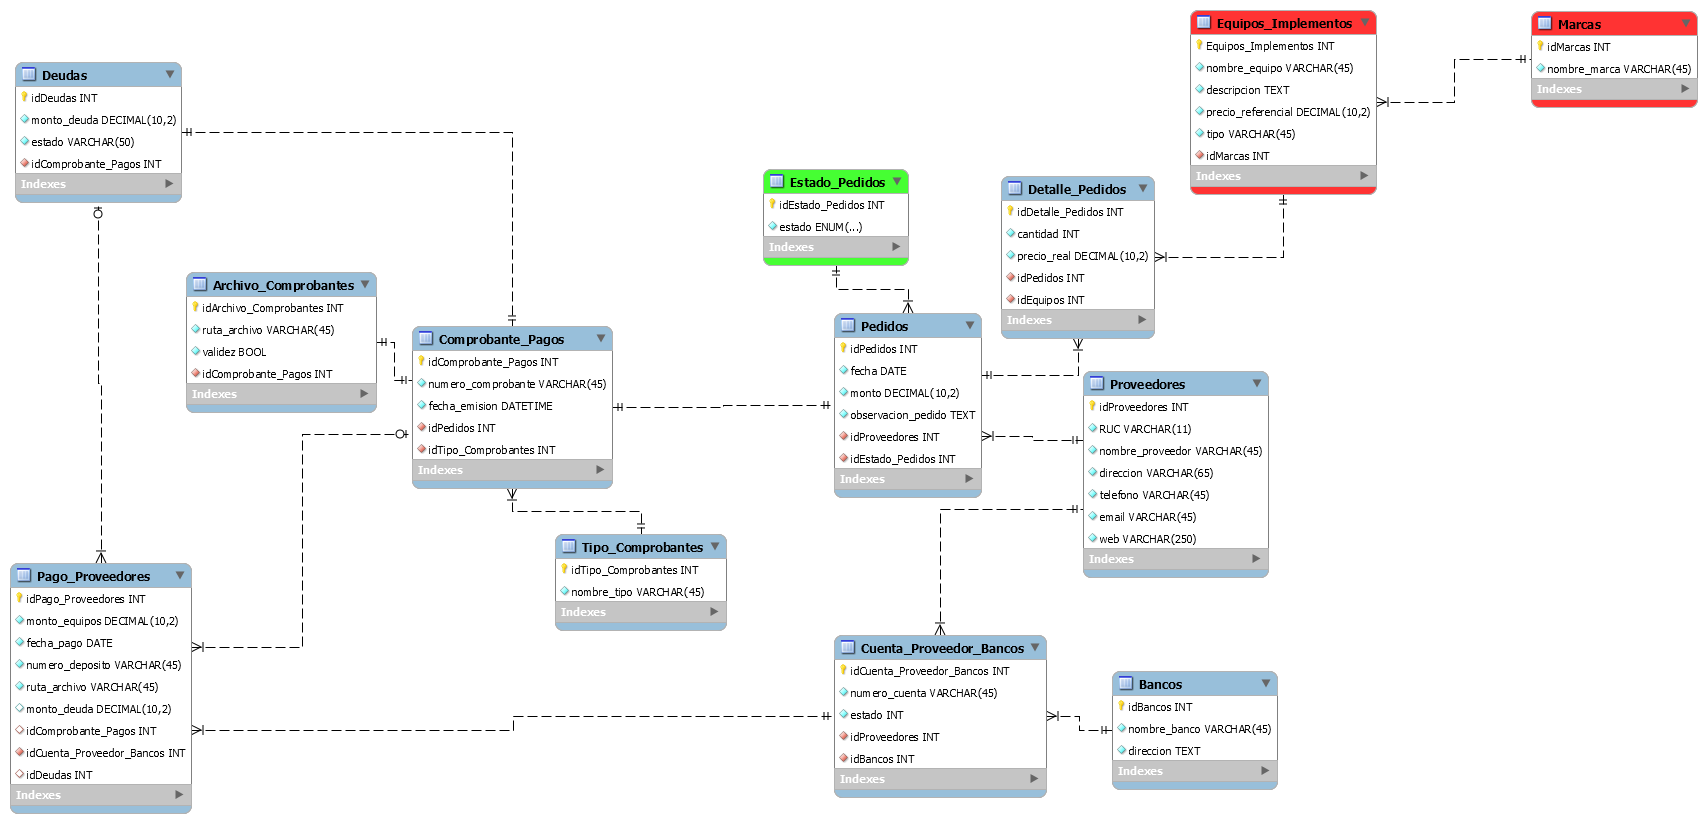 Deudas
idDeudas INT
monto_deuda DECIMAL(10,2)
estado VARCHAR(50)
idComprobante_Pagos INT
Indexes
Archivo_Comprobantes
idArchivo_Comprobantes INT
ruta_archivo VARCHAR(45)
validez BOOL
idComprobante_Pagos INT
Indexes
Comprobante_Pagos
idComprobante_Pagos INT
numero_comprobante VARCHAR(45)
fecha_emision DATETIME
idPedidos INT
idTipo_Comprobantes INT
Indexes
Tipo_Comprobantes
idTipo_Comprobantes INT
nombre_tipo VARCHAR(45)
Indexes
Pago_Proveedores
idPago_Proveedores INT
monto_equipos DECIMAL(10,2)
fecha_pago DATE
numero_deposito VARCHAR(45)
ruta_archivo VARCHAR(45)
monto_deuda DECIMAL(10,2)
idComprobante_Pagos INT
idCuenta_Proveedor_Bancos INT
idDeudas INT
Indexes
Estado_Pedidos
idEstado_Pedidos INT
estado ENUM(...)
Indexes
Pedidos
idPedidos INT
fecha DATE
monto DECIMAL(10,2)
observacion_pedido TEXT
idProveedores INT
idEstado_Pedidos INT
Indexes
Detalle_Pedidos
idDetalle_Pedidos INT
cantidad INT
precio_real DECIMAL(10,2)
idPedidos INT
idEquipos INT
Indexes
Equipos_Implementos
Equipos_Implementos INT
nombre_equipo VARCHAR(45)
descripcion TEXT
precio_referencial DECIMAL(10,2)
tipo VARCHAR(45)
idMarcas INT
Indexes
Marcas
idMarcas INT
nombre_marca VARCHAR(45)
Indexes
Proveedores
idProveedores INT
RUC VARCHAR(11)
nombre_proveedor VARCHAR(45)
direccion VARCHAR(65)
telefono VARCHAR(45)
email VARCHAR(45)
web VARCHAR(250)
Indexes
Cuenta_Proveedor_Bancos
idCuenta_Proveedor_Bancos INT
numero_cuenta VARCHAR(45)
estado INT
idProveedores INT
idBancos INT
Indexes
Bancos
idBancos INT
nombre_banco VARCHAR(45)
direccion TEXT
Indexes